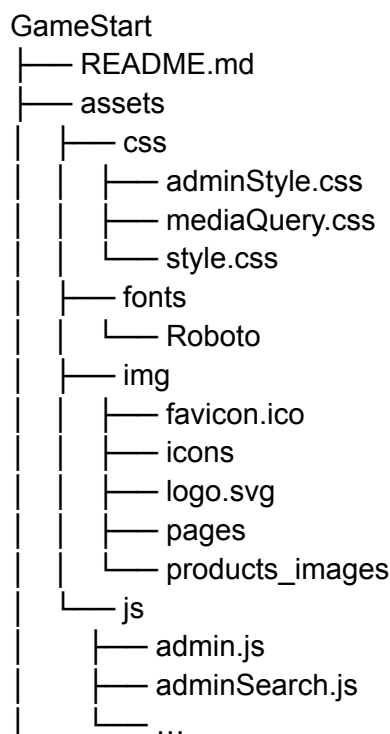 GameStart
├── README.md
├── assets
│ ├── css
│ │ ├── adminStyle.css
│ │ ├── mediaQuery.css
│ │ └── style.css
│ ├── fonts
│ │ └── Roboto
│ ├── img
│ │ ├── favicon.ico
│ │ ├── icons
│ │ ├── logo.svg
│ │ ├── pages
│ │ └── products_images
│ └── js
│ ├── admin.js
│ ├── adminSearch.js
│ └── …